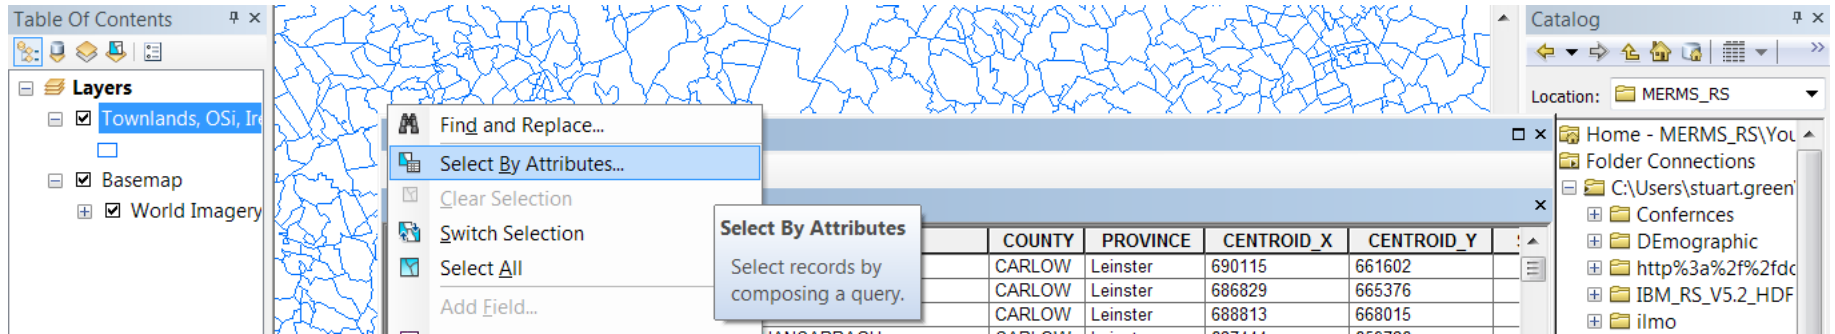 Table Of Contents
Layers
Townlands, OSi, Ire
Basemap
World Imagery
Find and Replace...
Select By Attributes...
Clear Selection
Switch Selection
Select All
Add Field...
Select By Attributes
Select records by
composing a query.
COUNTY PROVINCE CENTROID_X CENTROID_Y
CARLOW Leinster 690115 661602
CARLOW Leinster 686829 665376
CARLOW Leinster 688813 668015
Catalog
Location: MERMS_RS
Home - MERMS_RS\You
Folder Connections
C:\Users\stuart.green
Confernces
DEmographic
http%3a%2f%2fdc
IBM_RS_V5.2_HDF
ilmo